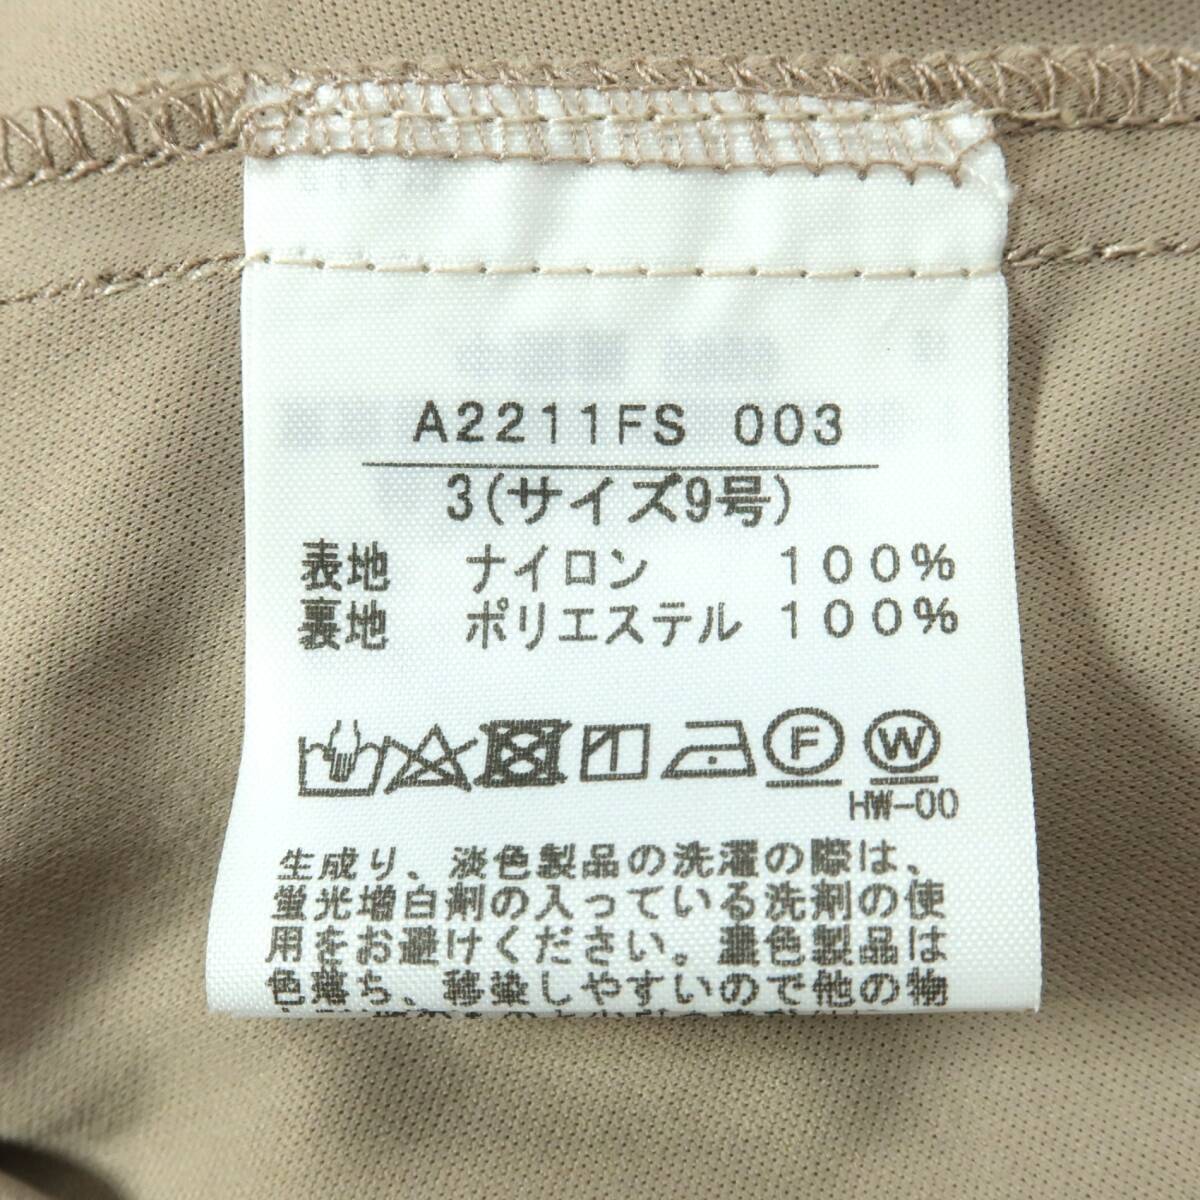 A2211FS 003
3(サイズ9号)
表地 ナイロン 100%
裏地 ポリエステル 100%
F W
HW-00
生成り、淡色製品の洗濯の際は、
蛍光増白剤の入っている洗剤の使
用をお避けください。濃色製品は
色落ち、移染しやすいので他の物